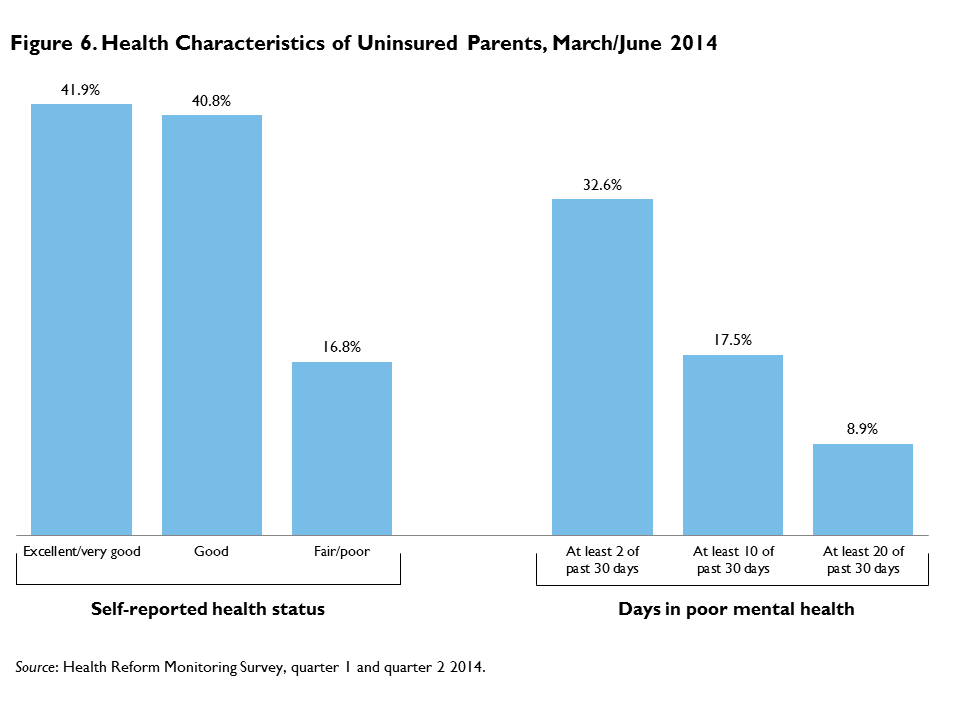 Figure 6. Health Characteristics of Uninsured Parents, March/June 2014
41.9%
40.8%
16.8%
32.6%
17.5%
8.9%
Excellent/very good
Good
Fair/poor
At least 2 of
past 30 days
At least 10 of
past 30 days
At least 20 of
past 30 days
Self-reported health status
Days in poor mental health
Source: Health Reform Monitoring Survey, quarter 1 and quarter 2 2014.